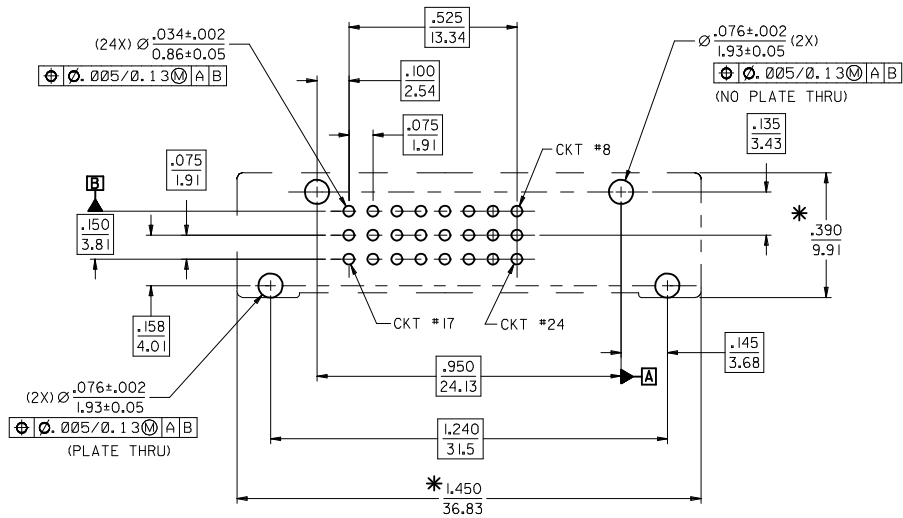 .525
13.34
(24X) Ø .034±.002
0.86±0.05
⌖ Ø.005/0.13Ⓜ A B
Ø .076±.002 (2X)
1.93±0.05
⌖ Ø.005/0.13Ⓜ A B
(NO PLATE THRU)
.100
2.54
.075
1.91
.135
3.43
CKT #8
.075
1.91
B
.150
3.81
* .390
9.91
.158
4.01
CKT #17
CKT #24
.950
24.13
A
.145
3.68
(2X) Ø .076±.002
1.93±0.05
⌖ Ø.005/0.13Ⓜ A B
(PLATE THRU)
1.240
31.5
* 1.450
36.83